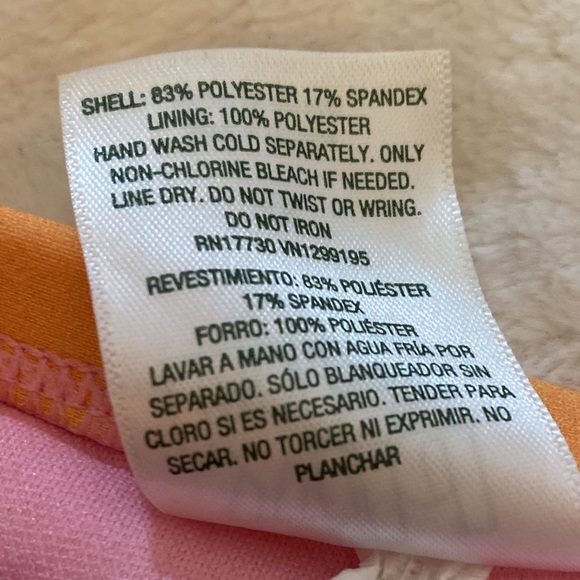 SHELL: 83% POLYESTER 17% SPANDEX
LINING: 100% POLYESTER
HAND WASH COLD SEPARATELY. ONLY
NON-CHLORINE BLEACH IF NEEDED.
LINE DRY. DO NOT TWIST OR WRING.
DO NOT IRON
RN17730 VN1299195
REVESTIMIENTO: 83% POLIÉSTER
17% SPANDEX
FORRO: 100% POLIÉSTER
LAVAR A MANO CON AGUA FRÍA POR
SEPARADO. SÓLO BLANQUEADOR SIN
CLORO SI ES NECESARIO. TENDER PARA
SECAR. NO TORCER NI EXPRIMIR. NO
PLANCHAR